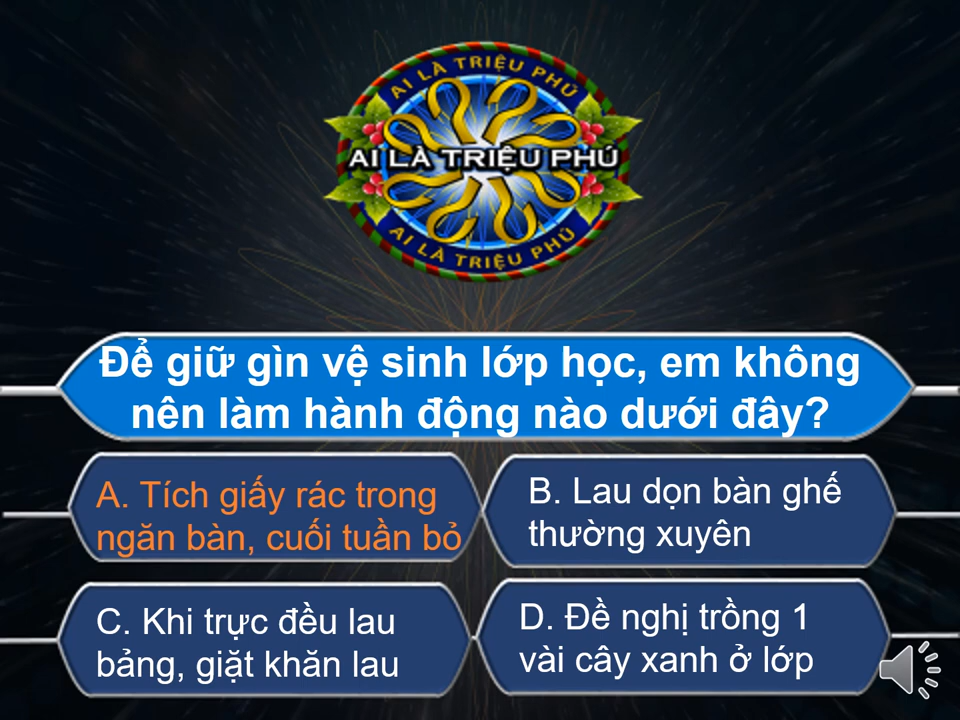 AI LÀ TRIỆU PHÚ
AI LÀ TRIỆU PHÚ
AI LÀ TRIỆU PHÚ
Để giữ gìn vệ sinh lớp học, em không
nên làm hành động nào dưới đây?
A. Tích giấy rác trong
ngăn bàn, cuối tuần bỏ
B. Lau dọn bàn ghế
thường xuyên
C. Khi trực đều lau
bảng, giặt khăn lau
D. Đề nghị trồng 1
vài cây xanh ở lớp